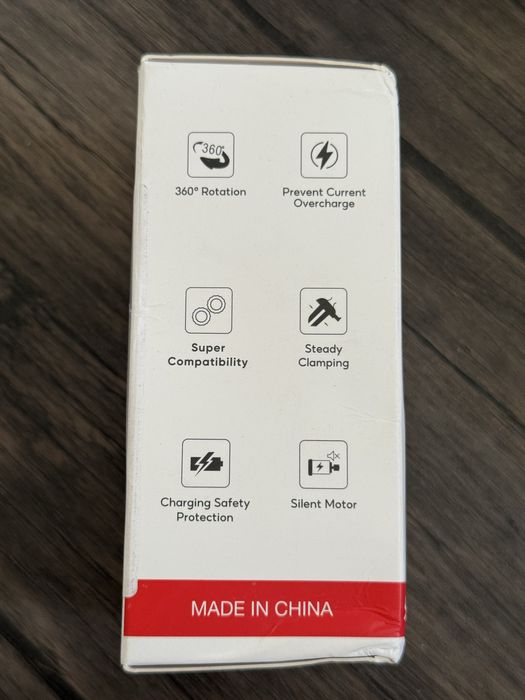 360°
360° Rotation
Prevent Current
Overcharge
Super
Compatibility
Steady
Clamping
Charging Safety
Protection
Silent Motor
MADE IN CHINA